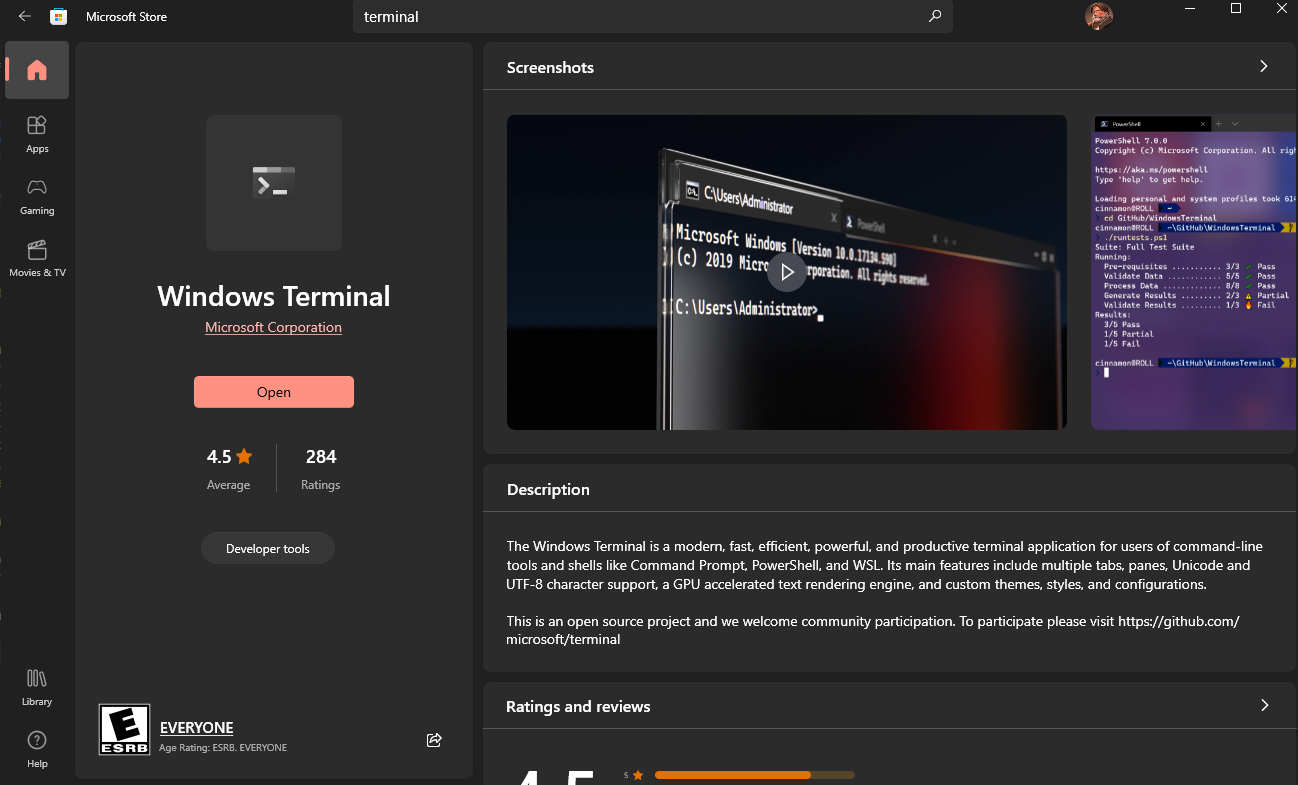 Microsoft Store
terminal
Apps
Gaming
Movies & TV
Library
Help
Windows Terminal
Microsoft Corporation
Open
4.5
284
Average
Ratings
Developer tools
E
ESRB
EVERYONE
Age Rating: ESRB. EVERYONE
Screenshots
C:\Users\Administrator
PowerShell
Microsoft Windows [Version 10.0.17134.590]
(c) 2019 Micro rporation. All rights reserved.
C:\Users\Administrator>
PowerShell
PowerShell 7.0.0
Copyright (c) Microsoft Corporation. All righ
https://aka.ms/powershell
Type 'help' to get help.
Loading personal and system profiles took 614
cinnamon@ROLL ~
> cd GitHub/WindowsTerminal
cinnamon@ROLL ~\GitHub\WindowsTerminal
> ./runtests.ps1
Suite: Full Test Suite
Running:
Pre-requisites ........... 3/3 ✓ Pass
Validate Data ............ 5/5 ✓ Pass
Process Data ............. 8/8 ✓ Pass
Generate Results ......... 2/3 ⚠ Partial
Validate Results ......... 1/3 🔥 Fail
Results:
3/5 Pass
1/5 Partial
1/5 Fail
cinnamon@ROLL ~\GitHub\WindowsTerminal
>
Description
The Windows Terminal is a modern, fast, efficient, powerful, and productive terminal application for users of command-line
tools and shells like Command Prompt, PowerShell, and WSL. Its main features include multiple tabs, panes, Unicode and
UTF-8 character support, a GPU accelerated text rendering engine, and custom themes, styles, and configurations.
This is an open source project and we welcome community participation. To participate please visit https://github.com/
microsoft/terminal
Ratings and reviews
4.5
5